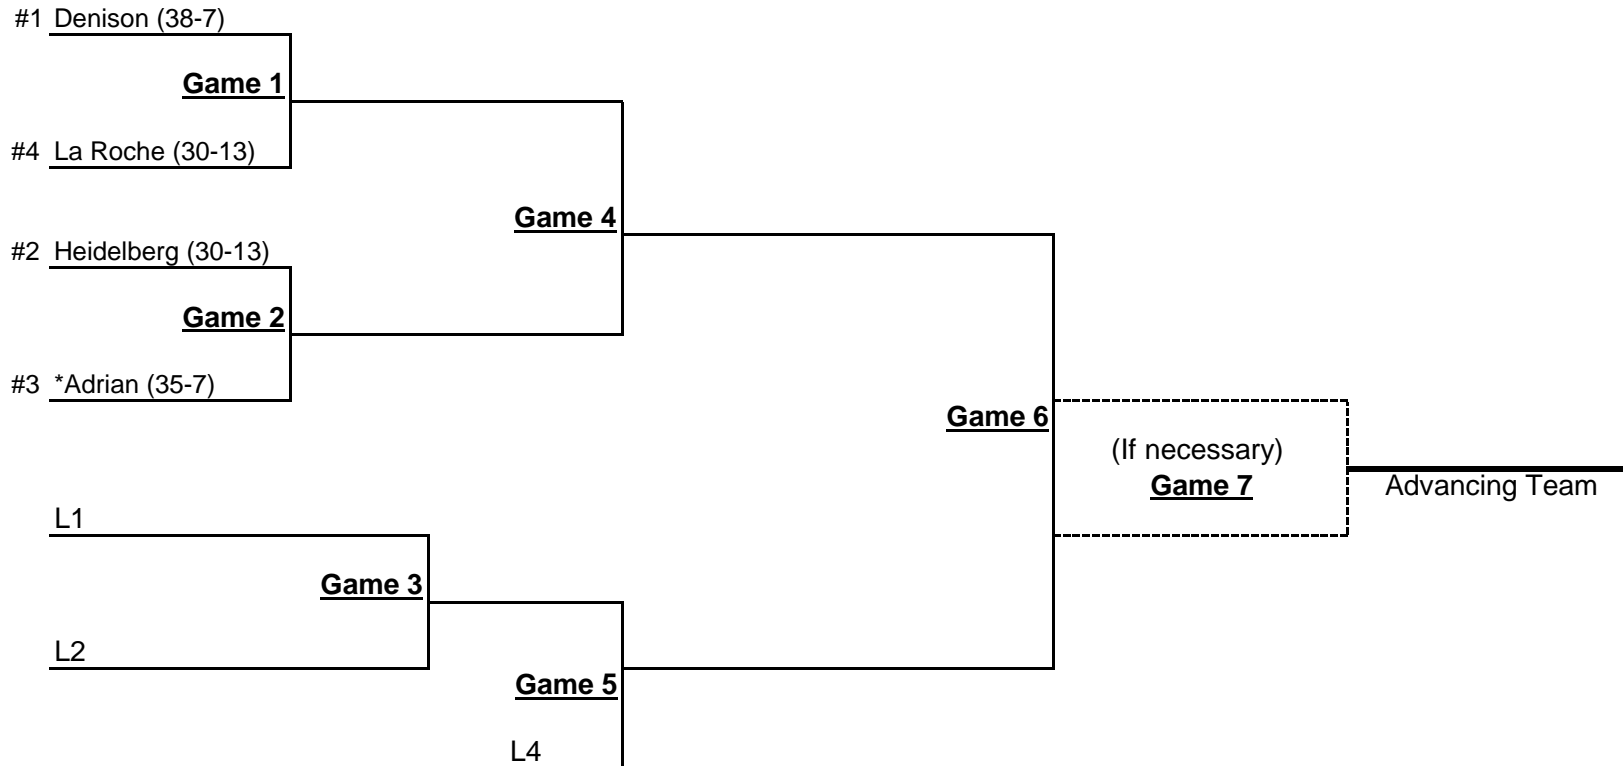 #1 Denison (38-7)
Game 1
#4 La Roche (30-13)
Game 4
#2 Heidelberg (30-13)
Game 2
#3 *Adrian (35-7)
Game 6
(If necessary)
Game 7
Advancing Team
L1
Game 3
L2
Game 5
L4